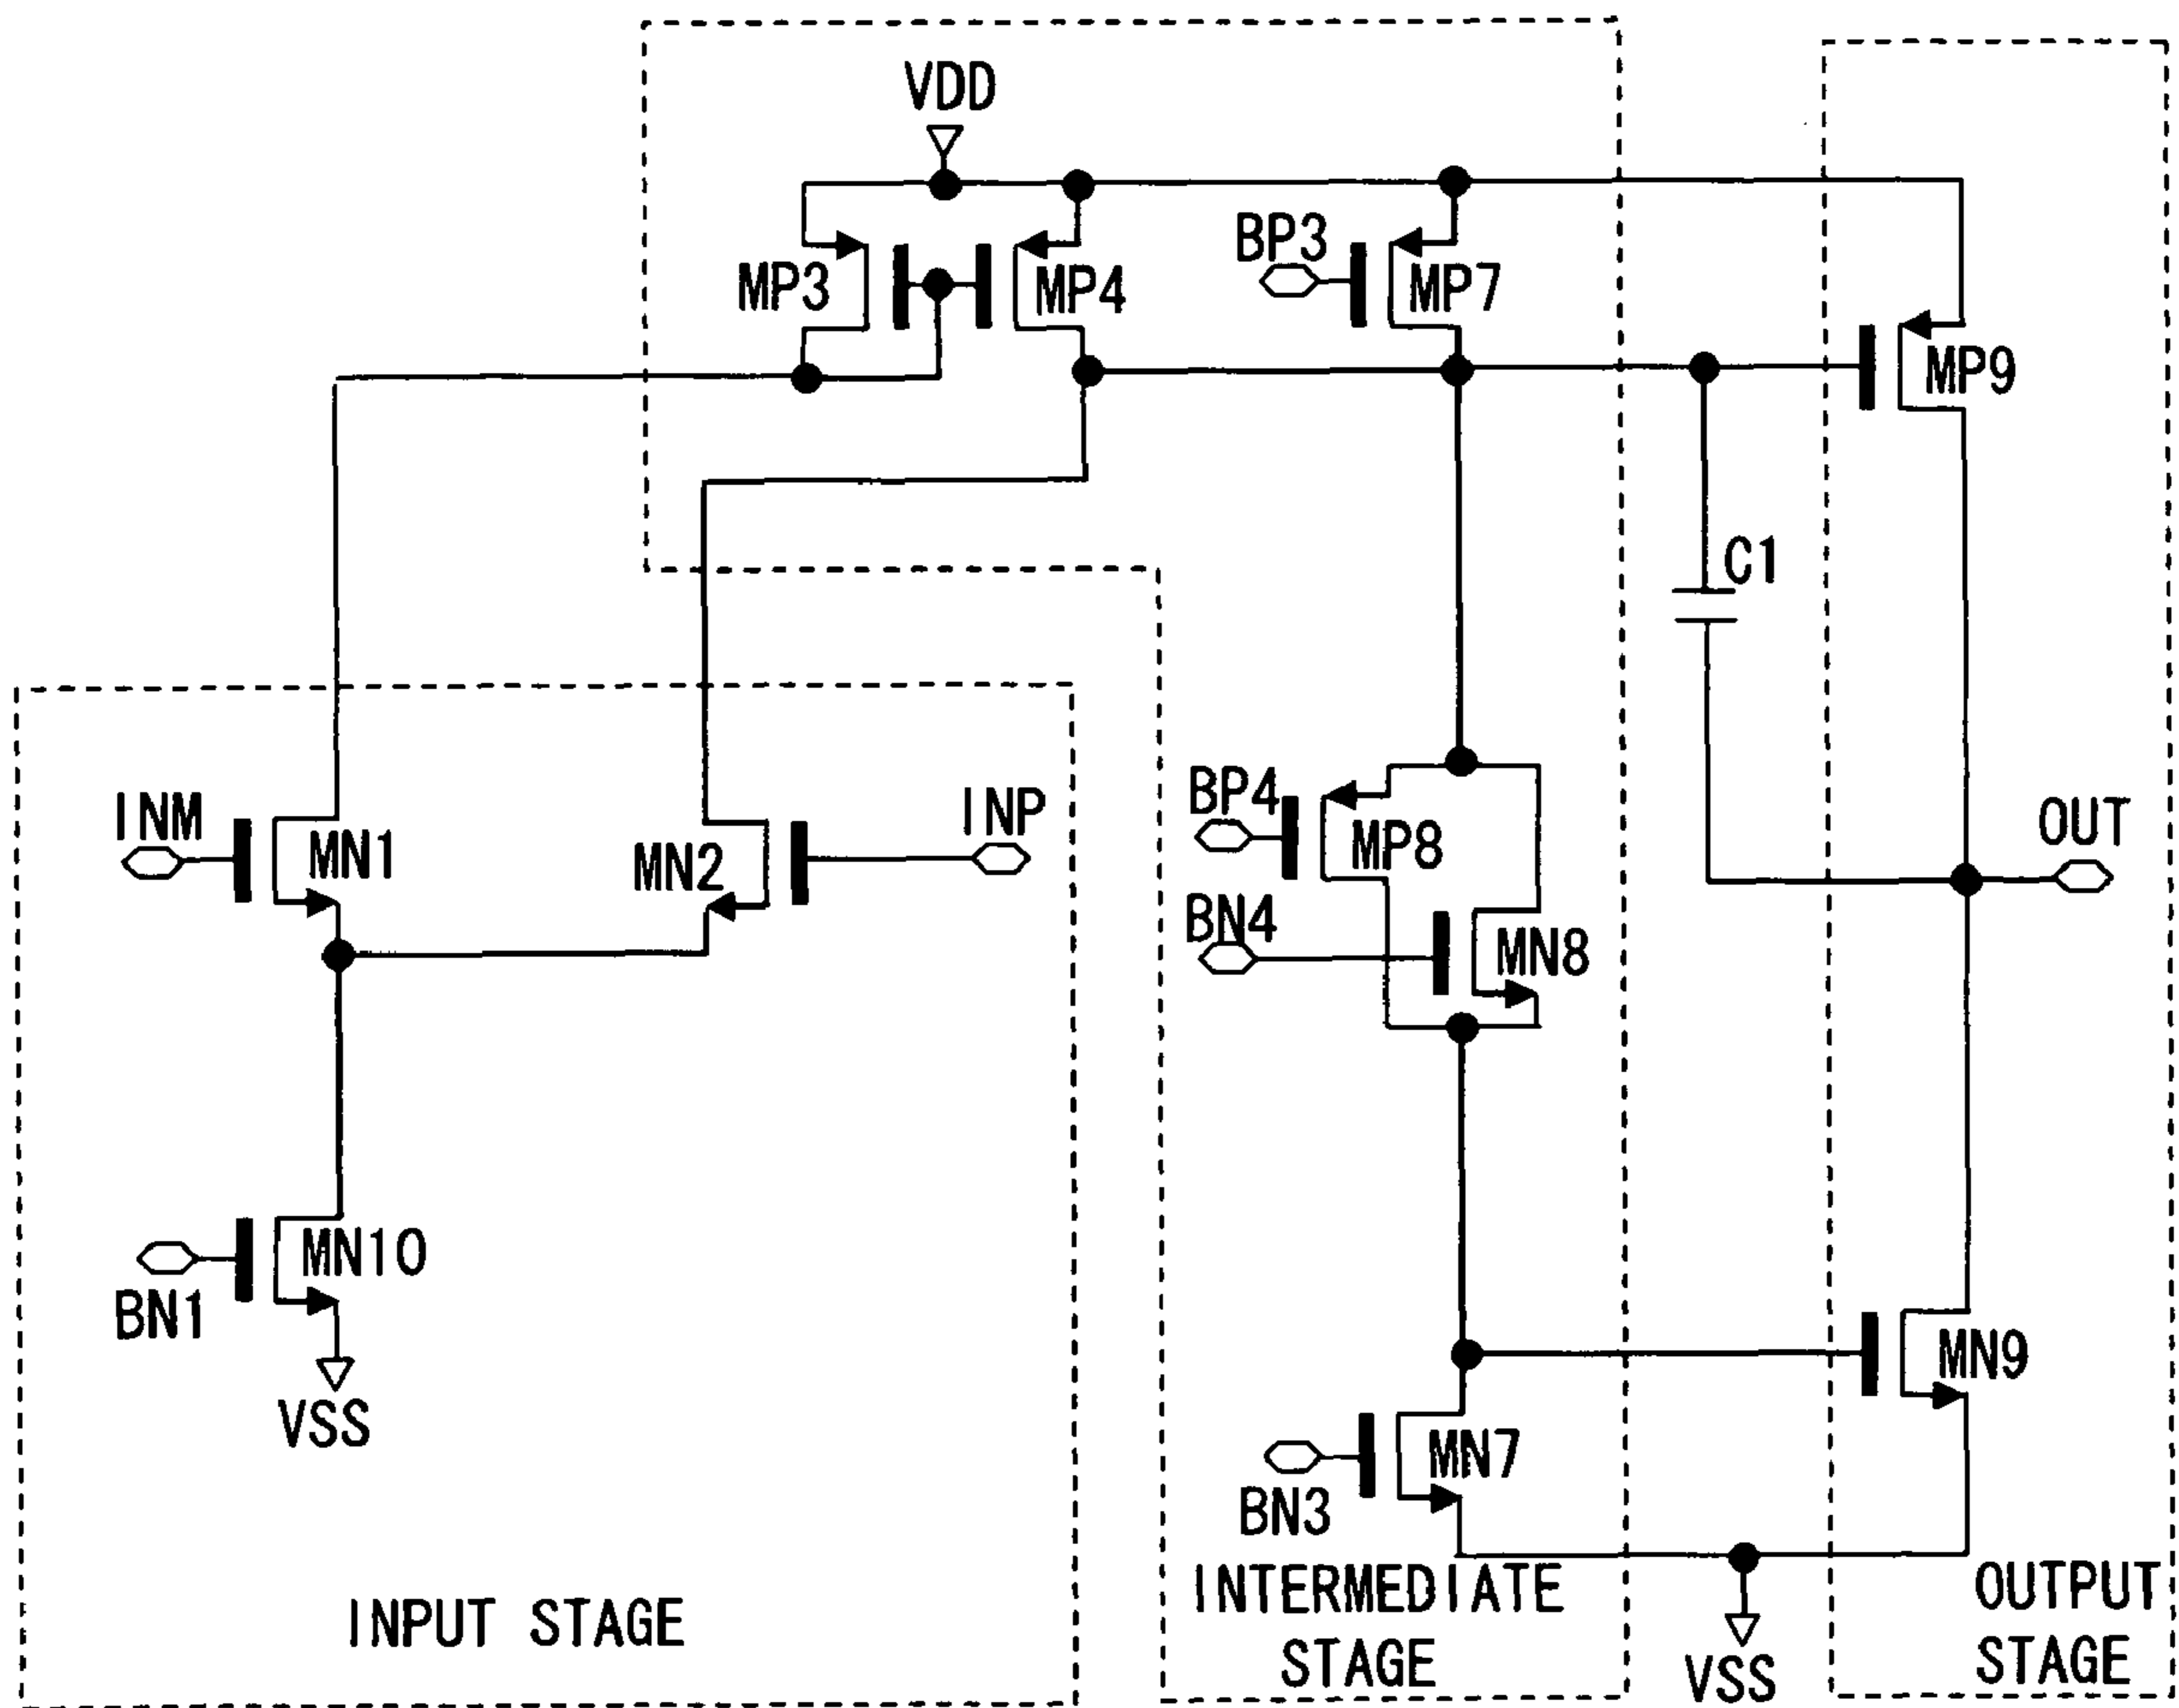 VDD
BP3
MP3
MP4
MP7
MP9
C1
INM
MN1
MN2
INP
BP4
MP8
OUT
BN4
MN8
MN10
BN1
VSS
MN9
MN7
BN3
INPUT STAGE
INTERMEDIATE
STAGE
VSS
OUTPUT
STAGE